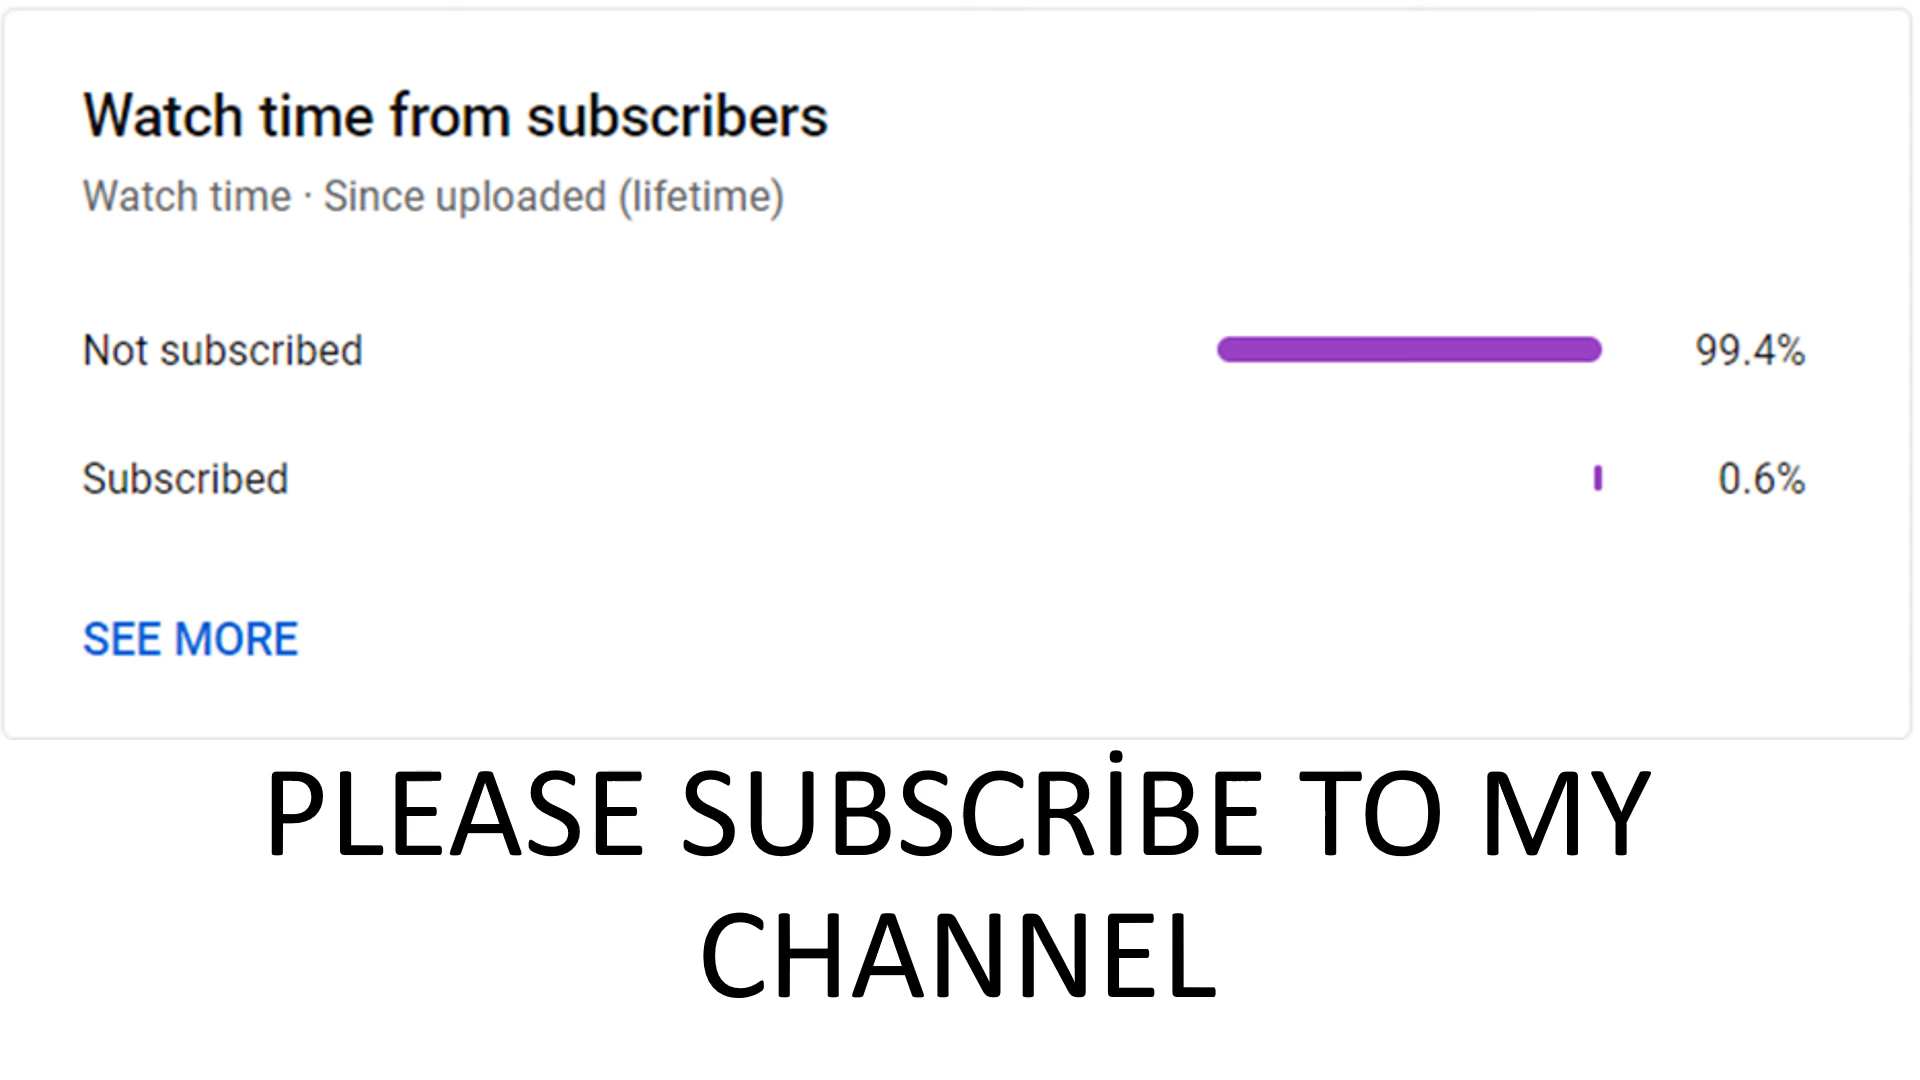 Watch time from subscribers
Watch time · Since uploaded (lifetime)
Not subscribed 99.4%
Subscribed 0.6%
SEE MORE
PLEASE SUBSCRİBE TO MY
CHANNEL